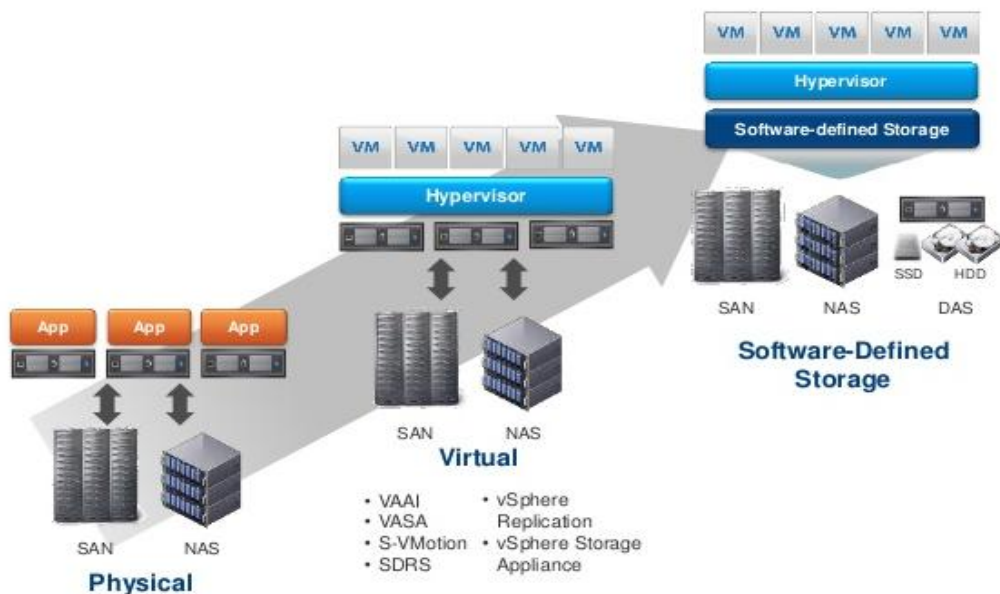 VM VM VM VM VM
Hypervisor
Software-defined Storage
SSD HDD
SAN NAS DAS
Software-Defined
Storage
VM VM VM VM VM
Hypervisor
SAN NAS
Virtual
• VAAI
• VASA
• S-VMotion
• SDRS
• vSphere
Replication
• vSphere Storage
Appliance
App App App
SAN NAS
Physical